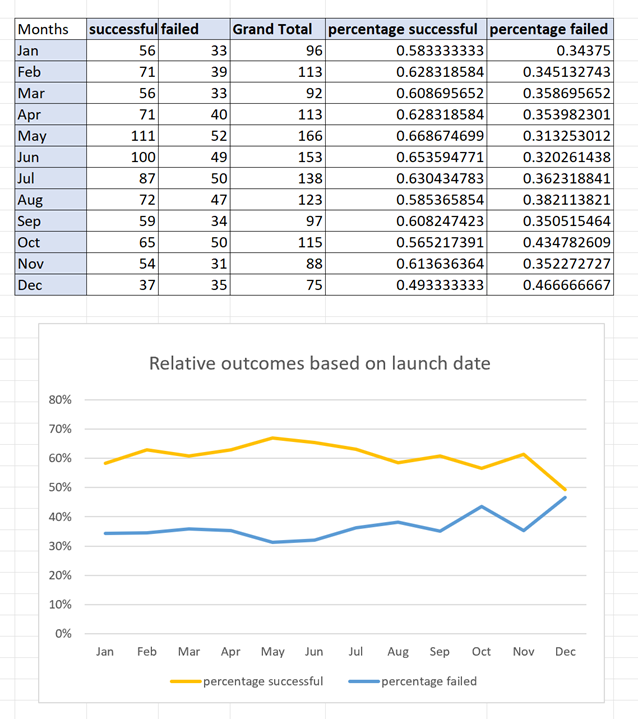 Months successful failed Grand Total percentage successful percentage failed
Jan 56 33 96 0.583333333 0.34375
Feb 71 39 113 0.628318584 0.345132743
Mar 56 33 92 0.608695652 0.358695652
Apr 71 40 113 0.628318584 0.353982301
May 111 52 166 0.668674699 0.313253012
Jun 100 49 153 0.653594771 0.320261438
Jul 87 50 138 0.630434783 0.362318841
Aug 72 47 123 0.585365854 0.382113821
Sep 59 34 97 0.608247423 0.350515464
Oct 65 50 115 0.565217391 0.434782609
Nov 54 31 88 0.613636364 0.352272727
Dec 37 35 75 0.493333333 0.466666667
Relative outcomes based on launch date
80%
70%
60%
50%
40%
30%
20%
10%
0%
Jan Feb Mar Apr May Jun Jul Aug Sep Oct Nov Dec
percentage successful percentage failed